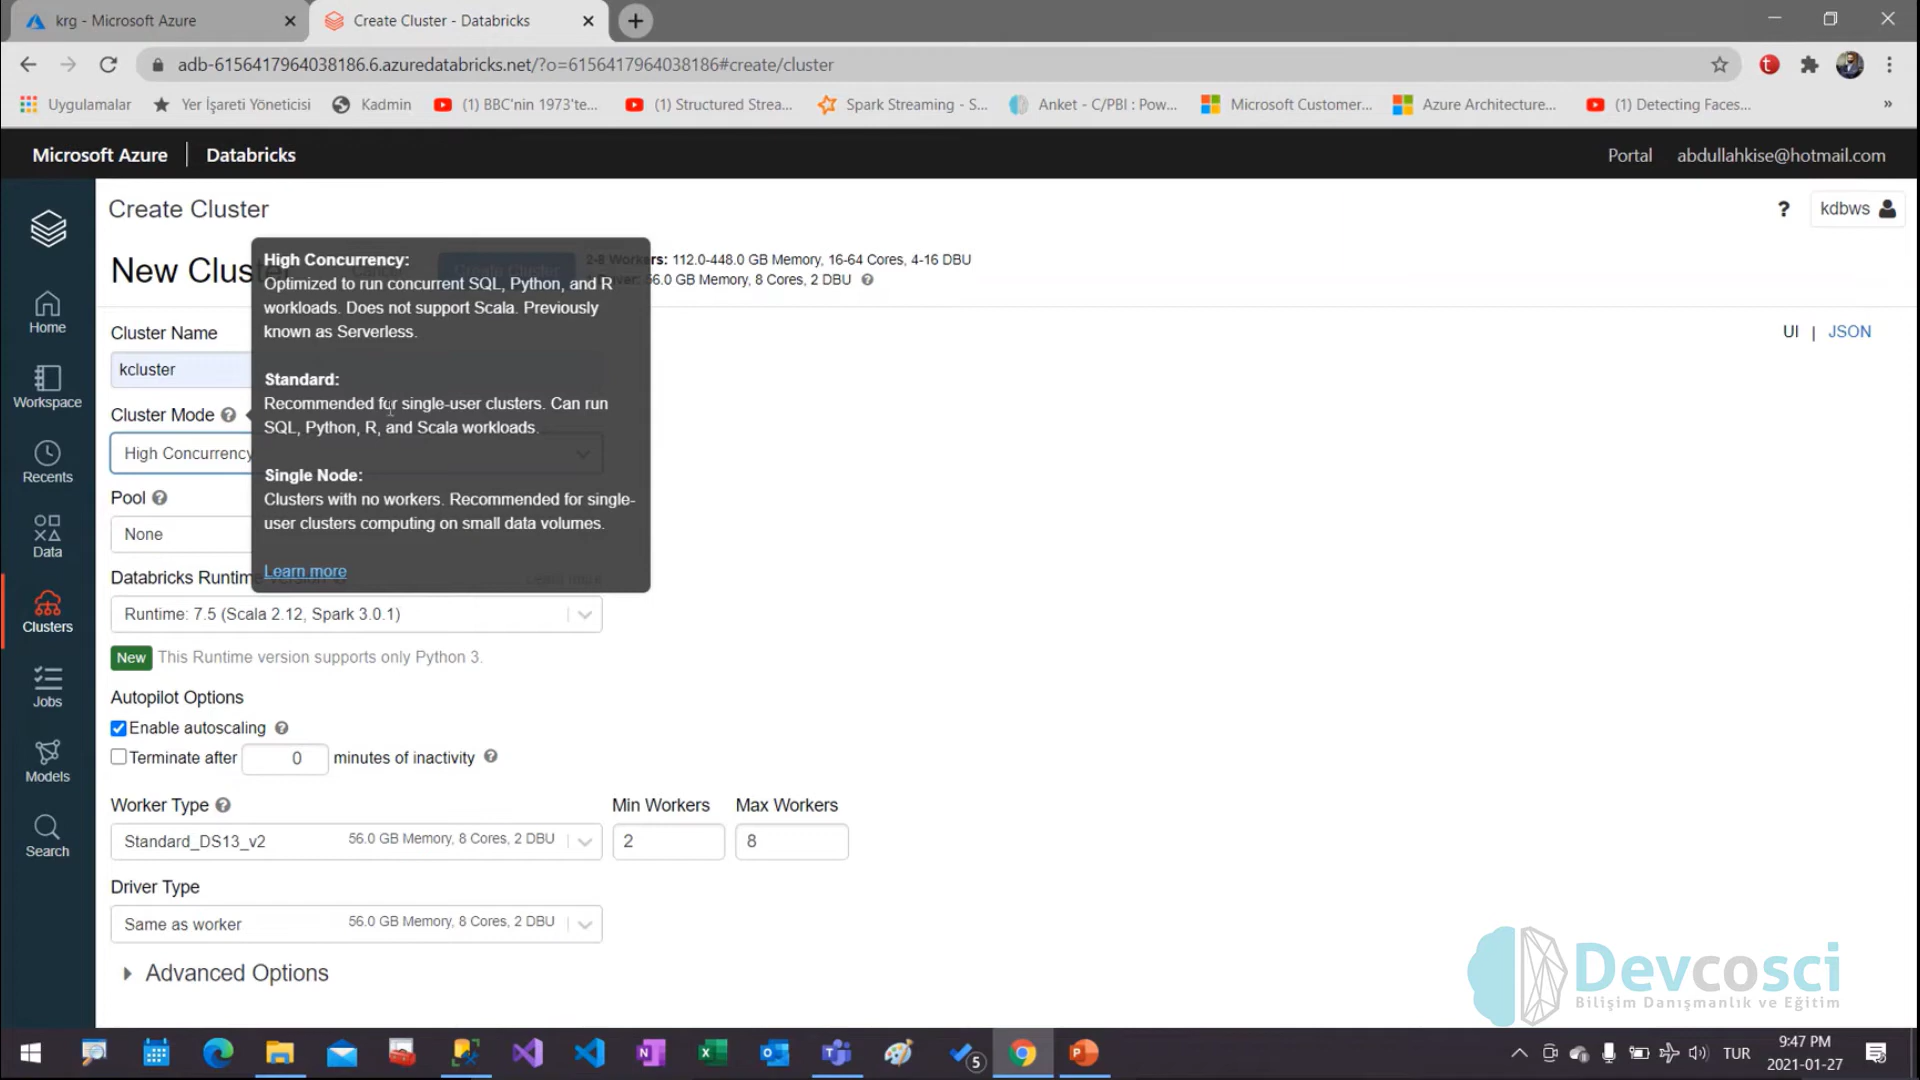 krg - Microsoft Azure
Create Cluster - Databricks
adb-6156417964038186.6.azuredatabricks.net/?o=6156417964038186#create/cluster
Uygulamalar
Yer İşareti Yöneticisi
Kadmin
(1) BBC'nin 1973'te...
(1) Structured Strea...
Spark Streaming - S...
Anket - C/PBI : Pow...
Microsoft Customer...
Azure Architecture...
(1) Detecting Faces...
»
Microsoft Azure | Databricks
Portal
abdullahkise@hotmail.com
Create Cluster
? kdbws
New Cluster
2-8 Workers: 112.0-448.0 GB Memory, 16-64 Cores, 4-16 DBU
56.0 GB Memory, 8 Cores, 2 DBU ?
High Concurrency:
Optimized to run concurrent SQL, Python, and R
workloads. Does not support Scala. Previously
known as Serverless.
Standard:
Recommended for single-user clusters. Can run
SQL, Python, R, and Scala workloads.
Single Node:
Clusters with no workers. Recommended for single-
user clusters computing on small data volumes.
Learn more
UI | JSON
Cluster Name
kcluster
Cluster Mode ?
High Concurrency
Pool ?
None
Databricks Runtime Version
Runtime: 7.5 (Scala 2.12, Spark 3.0.1)
New This Runtime version supports only Python 3.
Autopilot Options
Enable autoscaling ?
Terminate after 0 minutes of inactivity ?
Worker Type ?
Min Workers
Max Workers
Standard_DS13_v2 56.0 GB Memory, 8 Cores, 2 DBU
2
8
Driver Type
Same as worker 56.0 GB Memory, 8 Cores, 2 DBU
Advanced Options
Home
Workspace
Recents
Data
Clusters
Jobs
Models
Search
Devcosci
Bilişim Danışmanlık ve Eğitim
5
TUR
9:47 PM
2021-01-27